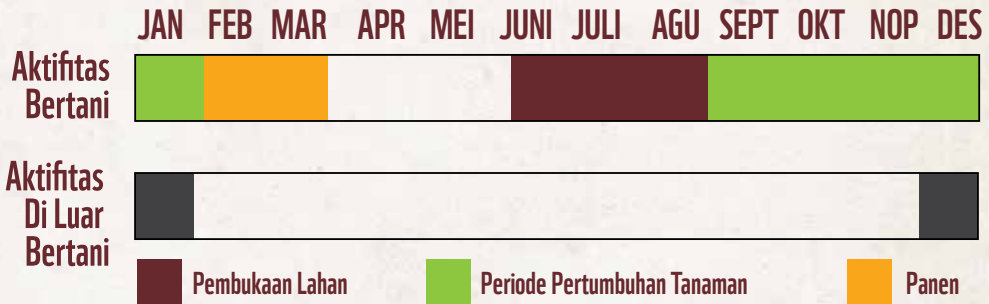 JAN FEB MAR APR MEI JUNI JULI AGU SEPT OKT NOP DES
Aktifitas
Bertani
Aktifitas
Di Luar
Bertani
Pembukaan Lahan Periode Pertumbuhan Tanaman Panen